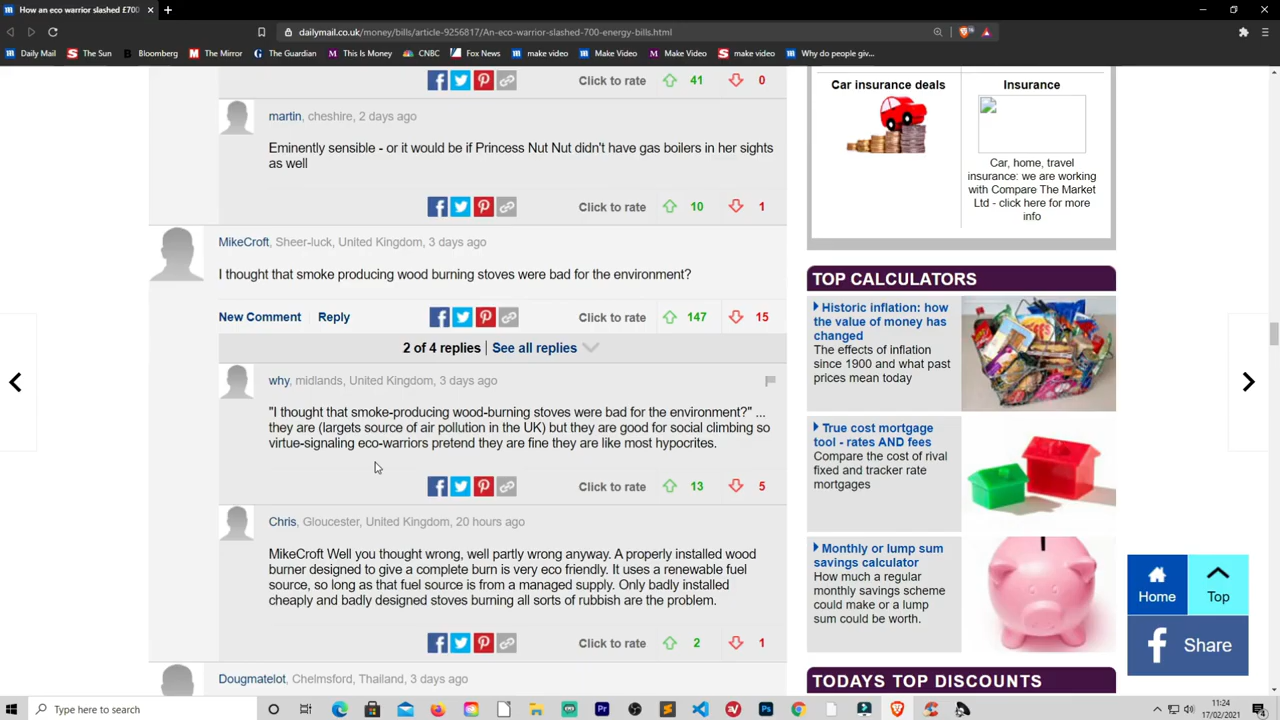 How an eco warrior slashed £700
dailymail.co.uk/money/bills/article-9256817/An-eco-warrior-slashed-700-energy-bills.html
Daily Mail
The Sun
Bloomberg
The Mirror
The Guardian
This Is Money
CNBC
Fox News
make video
Make Video
Make Video
make video
Why do people giv...
Click to rate 41 0
martin, cheshire, 2 days ago
Eminently sensible - or it would be if Princess Nut Nut didn't have gas boilers in her sights
as well
Click to rate 10 1
MikeCroft, Sheer-luck, United Kingdom, 3 days ago
I thought that smoke producing wood burning stoves were bad for the environment?
New Comment Reply Click to rate 147 15
2 of 4 replies See all replies
why, midlands, United Kingdom, 3 days ago
"I thought that smoke-producing wood-burning stoves were bad for the environment?" ...
they are (largets source of air pollution in the UK) but they are good for social climbing so
virtue-signaling eco-warriors pretend they are fine they are like most hypocrites.
Click to rate 13 5
Chris, Gloucester, United Kingdom, 20 hours ago
MikeCroft Well you thought wrong, well partly wrong anyway. A properly installed wood
burner designed to give a complete burn is very eco friendly. It uses a renewable fuel
source, so long as that fuel source is from a managed supply. Only badly installed
cheaply and badly designed stoves burning all sorts of rubbish are the problem.
Click to rate 2 1
Dougmatelot, Chelmsford, Thailand, 3 days ago
Car insurance deals
Insurance
Car, home, travel
insurance: we are working
with Compare The Market
Ltd - click here for more
info
TOP CALCULATORS
Historic inflation: how
the value of money has
changed
The effects of inflation
since 1900 and what past
prices mean today
True cost mortgage
tool - rates AND fees
Compare the cost of rival
fixed and tracker rate
mortgages
Monthly or lump sum
savings calculator
How much a regular
monthly savings scheme
could make or a lump
sum could be worth.
TODAYS TOP DISCOUNTS
Home
Top
Share
Type here to search
11:24
17/02/2021